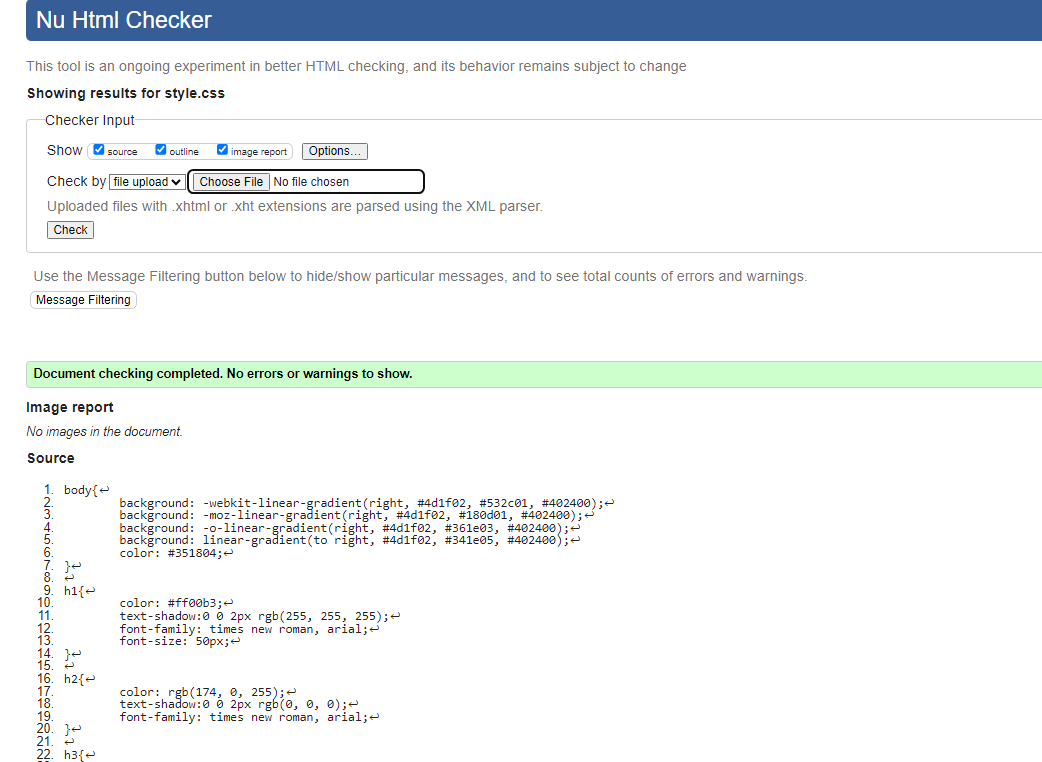 Nu Html Checker
This tool is an ongoing experiment in better HTML checking, and its behavior remains subject to change
Showing results for style.css
Checker Input
Show source outline image report Options...
Check by file upload Choose File No file chosen
Uploaded files with .xhtml or .xht extensions are parsed using the XML parser.
Check
Use the Message Filtering button below to hide/show particular messages, and to see total counts of errors and warnings.
Message Filtering
Document checking completed. No errors or warnings to show.
Image report
No images in the document.
Source
1. body{↩
2. background: -webkit-linear-gradient(right, #4d1f02, #532c01, #402400);↩
3. background: -moz-linear-gradient(right, #4d1f02, #180d01, #402400);↩
4. background: -o-linear-gradient(right, #4d1f02, #361e03, #402400);↩
5. background: linear-gradient(to right, #4d1f02, #341e05, #402400);↩
6. color: #351804;↩
7. }↩
8. ↩
9. h1{↩
10. color: #ff00b3;↩
11. text-shadow:0 0 2px rgb(255, 255, 255);↩
12. font-family: times new roman, arial;↩
13. font-size: 50px;↩
14. }↩
15. ↩
16. h2{↩
17. color: rgb(174, 0, 255);↩
18. text-shadow:0 0 2px rgb(0, 0, 0);↩
19. font-family: times new roman, arial;↩
20. }↩
21. ↩
22. h3{↩